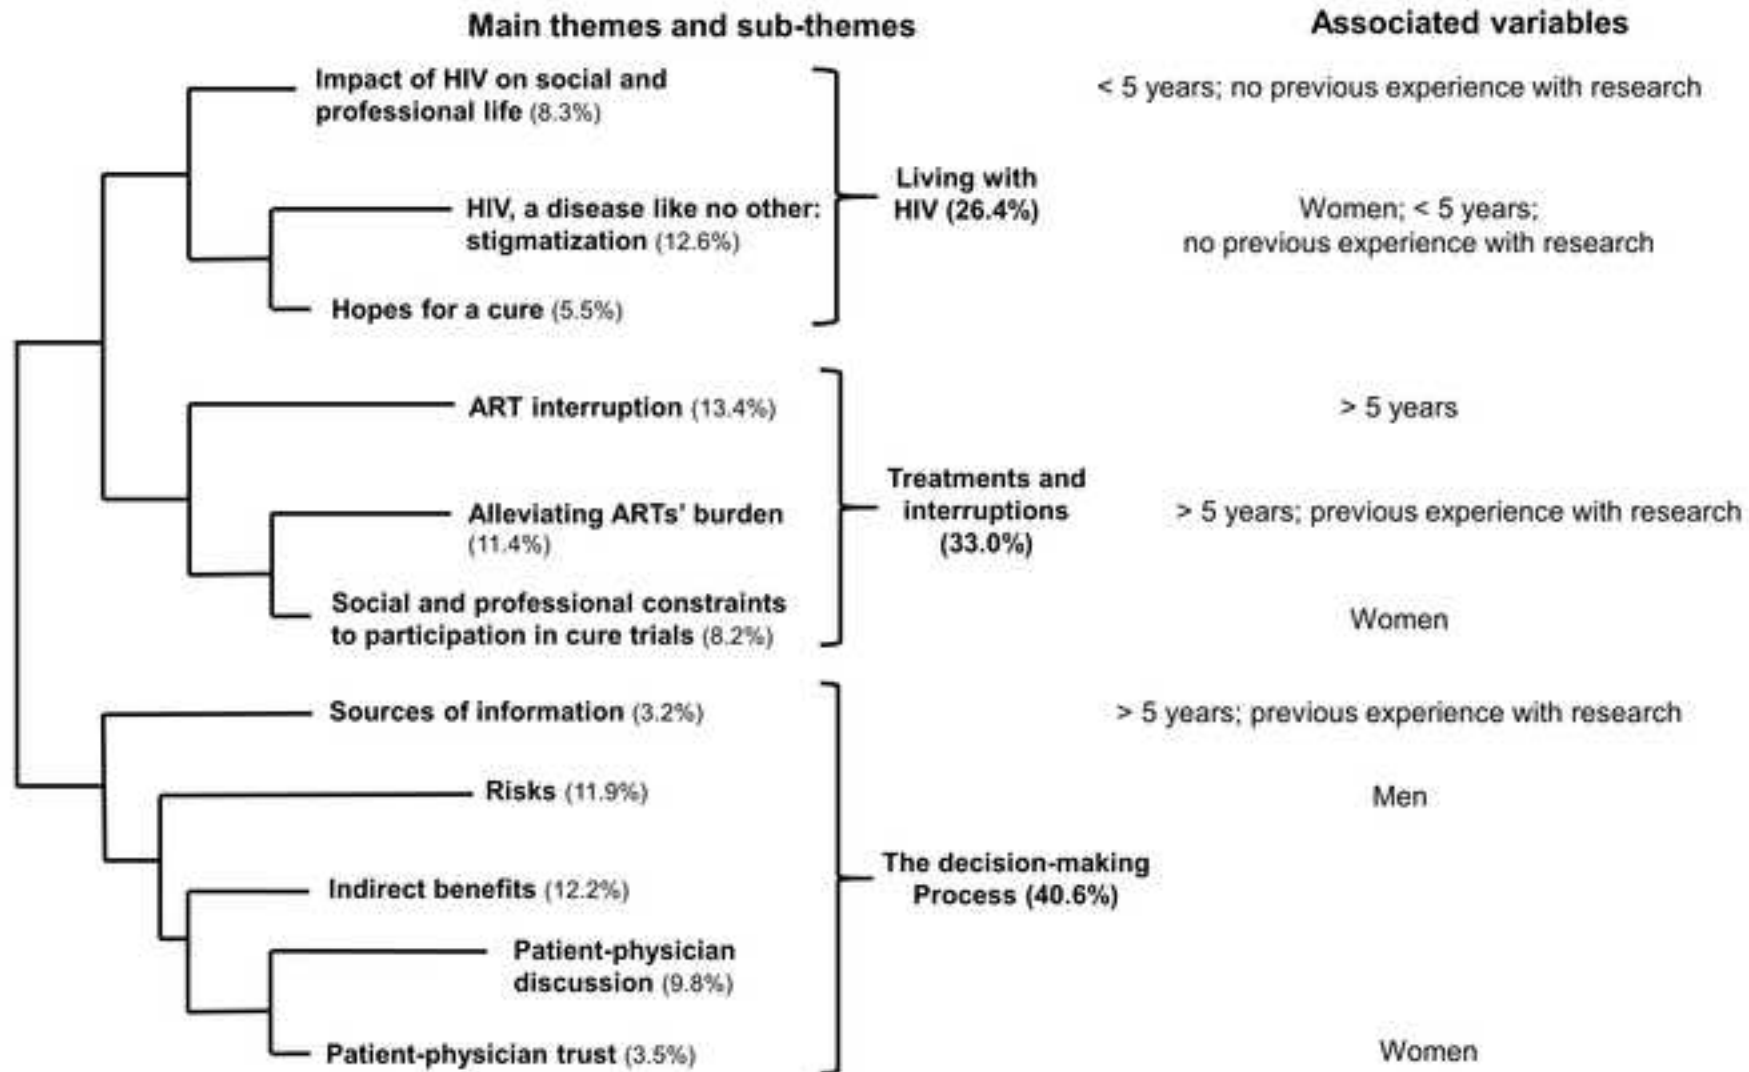 Main themes and sub-themes
Associated variables
Impact of HIV on social and
professional life (8.3%)
< 5 years; no previous experience with research
Living with
HIV (26.4%)
HIV, a disease like no other:
stigmatization (12.6%)
Women; < 5 years;
no previous experience with research
Hopes for a cure (5.5%)
ART interruption (13.4%)
> 5 years
Treatments and
interruptions
(33.0%)
Alleviating ARTs' burden
(11.4%)
> 5 years; previous experience with research
Social and professional constraints
to participation in cure trials (8.2%)
Women
Sources of information (3.2%)
> 5 years; previous experience with research
Risks (11.9%)
Men
The decision-making
Process (40.6%)
Indirect benefits (12.2%)
Patient-physician
discussion (9.8%)
Patient-physician trust (3.5%)
Women